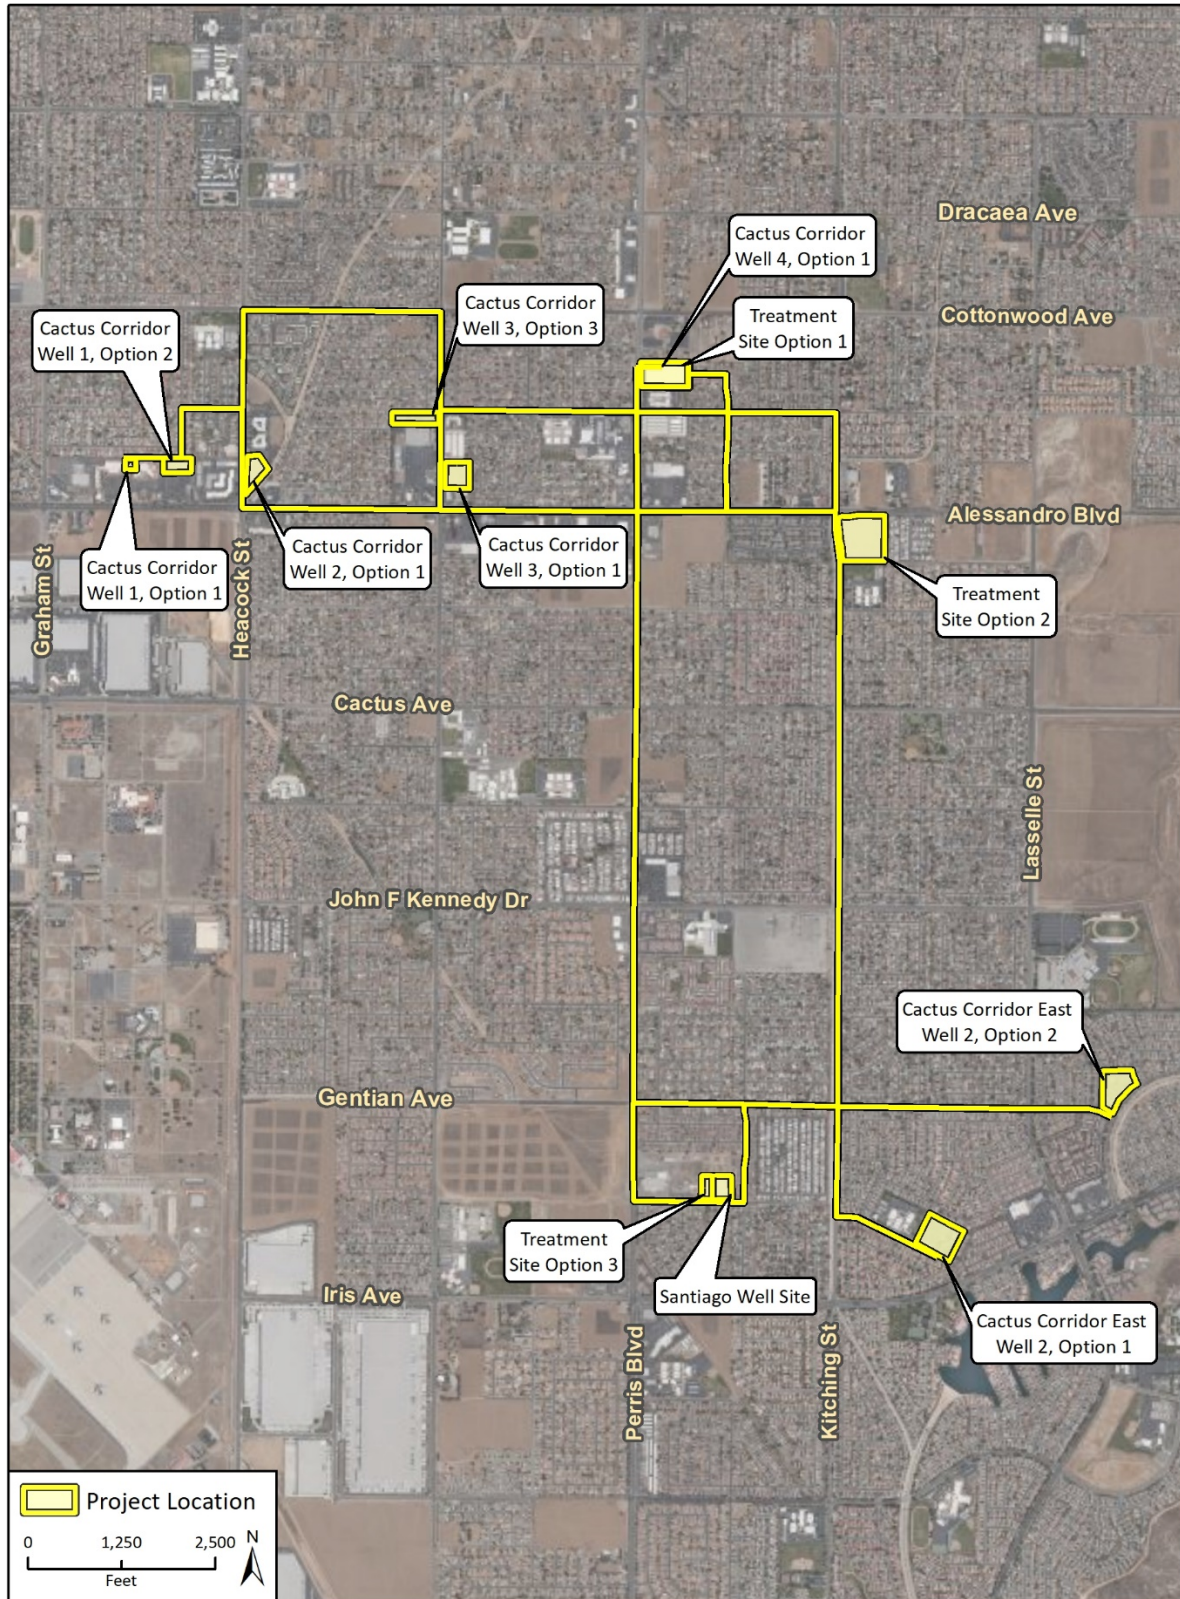 Dracaea Ave
Cactus Corridor
Well 4, Option 1
Cactus Corridor
Well 3, Option 3
Treatment
Site Option 1
Cottonwood Ave
Cactus Corridor
Well 1, Option 2
Alessandro Blvd
Cactus Corridor
Well 1, Option 1
Cactus Corridor
Well 2, Option 1
Cactus Corridor
Well 3, Option 1
Treatment
Site Option 2
Graham St
Heacock St
Cactus Ave
Lasselle St
John F Kennedy Dr
Cactus Corridor East
Well 2, Option 2
Gentian Ave
Treatment
Site Option 3
Santiago Well Site
Iris Ave
Cactus Corridor East
Well 2, Option 1
Perris Blvd
Kitching St
Project Location
0 1,250 2,500
Feet
N